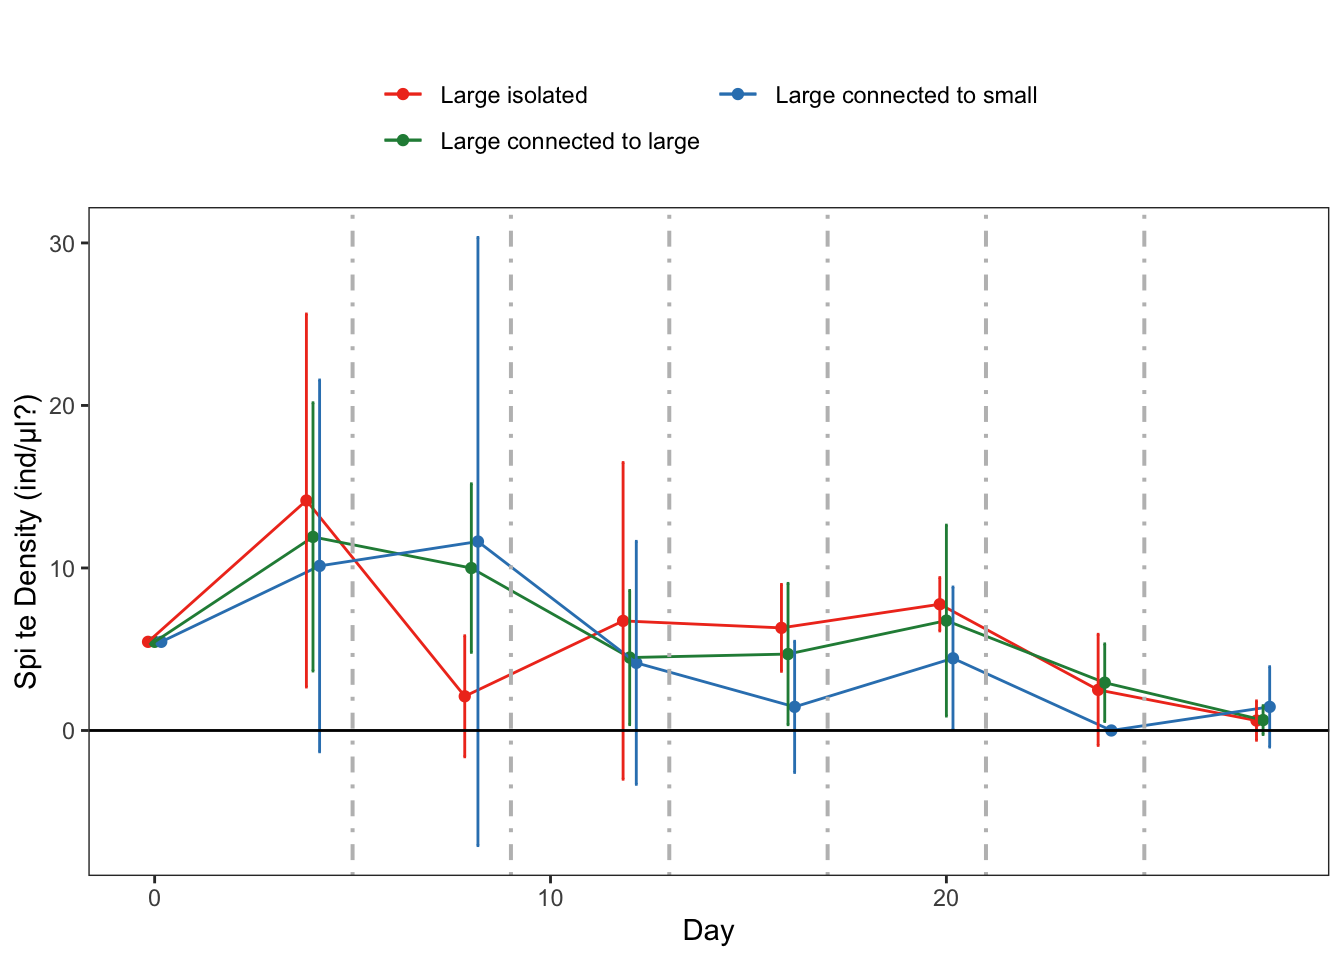 Large isolated
Large connected to small
Large connected to large
Spi te Density (ind/µl?)
30
20
10
0
0
10
20
Day